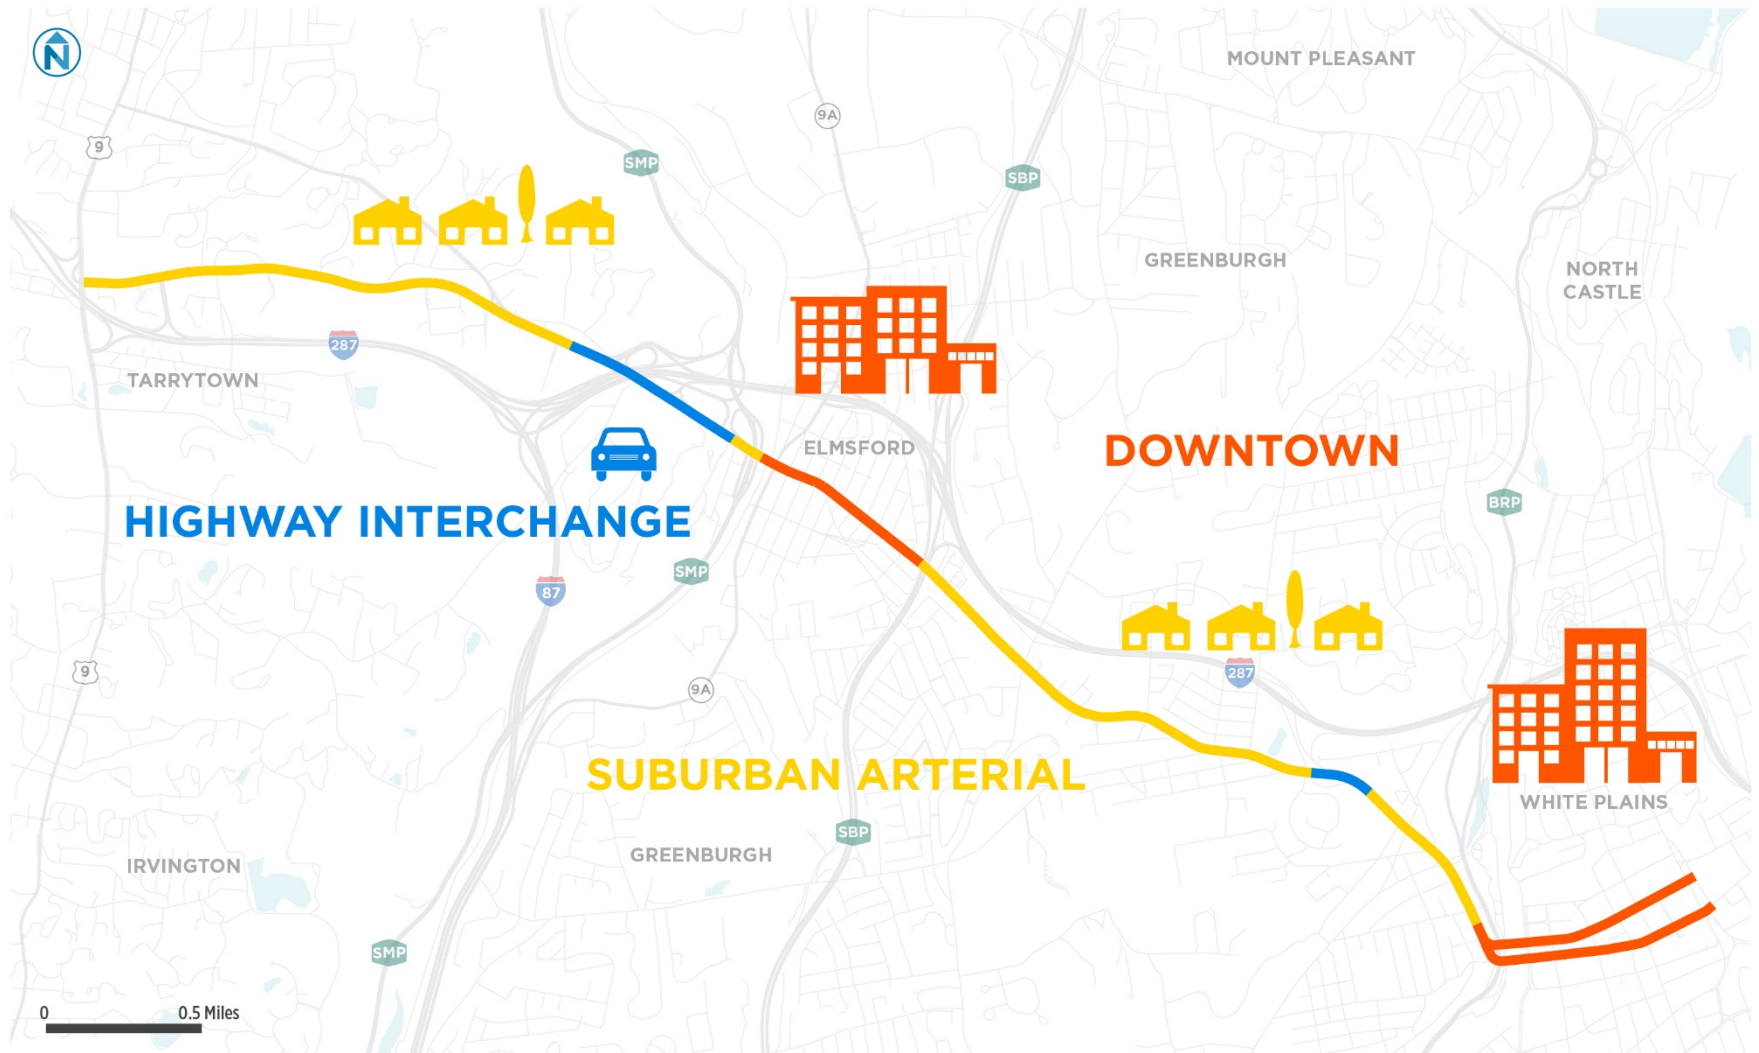 N
MOUNT PLEASANT
9A
9
SMP
SBP
GREENBURGH
NORTH
CASTLE
287
TARRYTOWN
ELMSFORD
DOWNTOWN
BRP
HIGHWAY INTERCHANGE
SMP
87
9
287
9A
SUBURBAN ARTERIAL
WHITE PLAINS
SBP
GREENBURGH
IRVINGTON
SMP
0 0.5 Miles